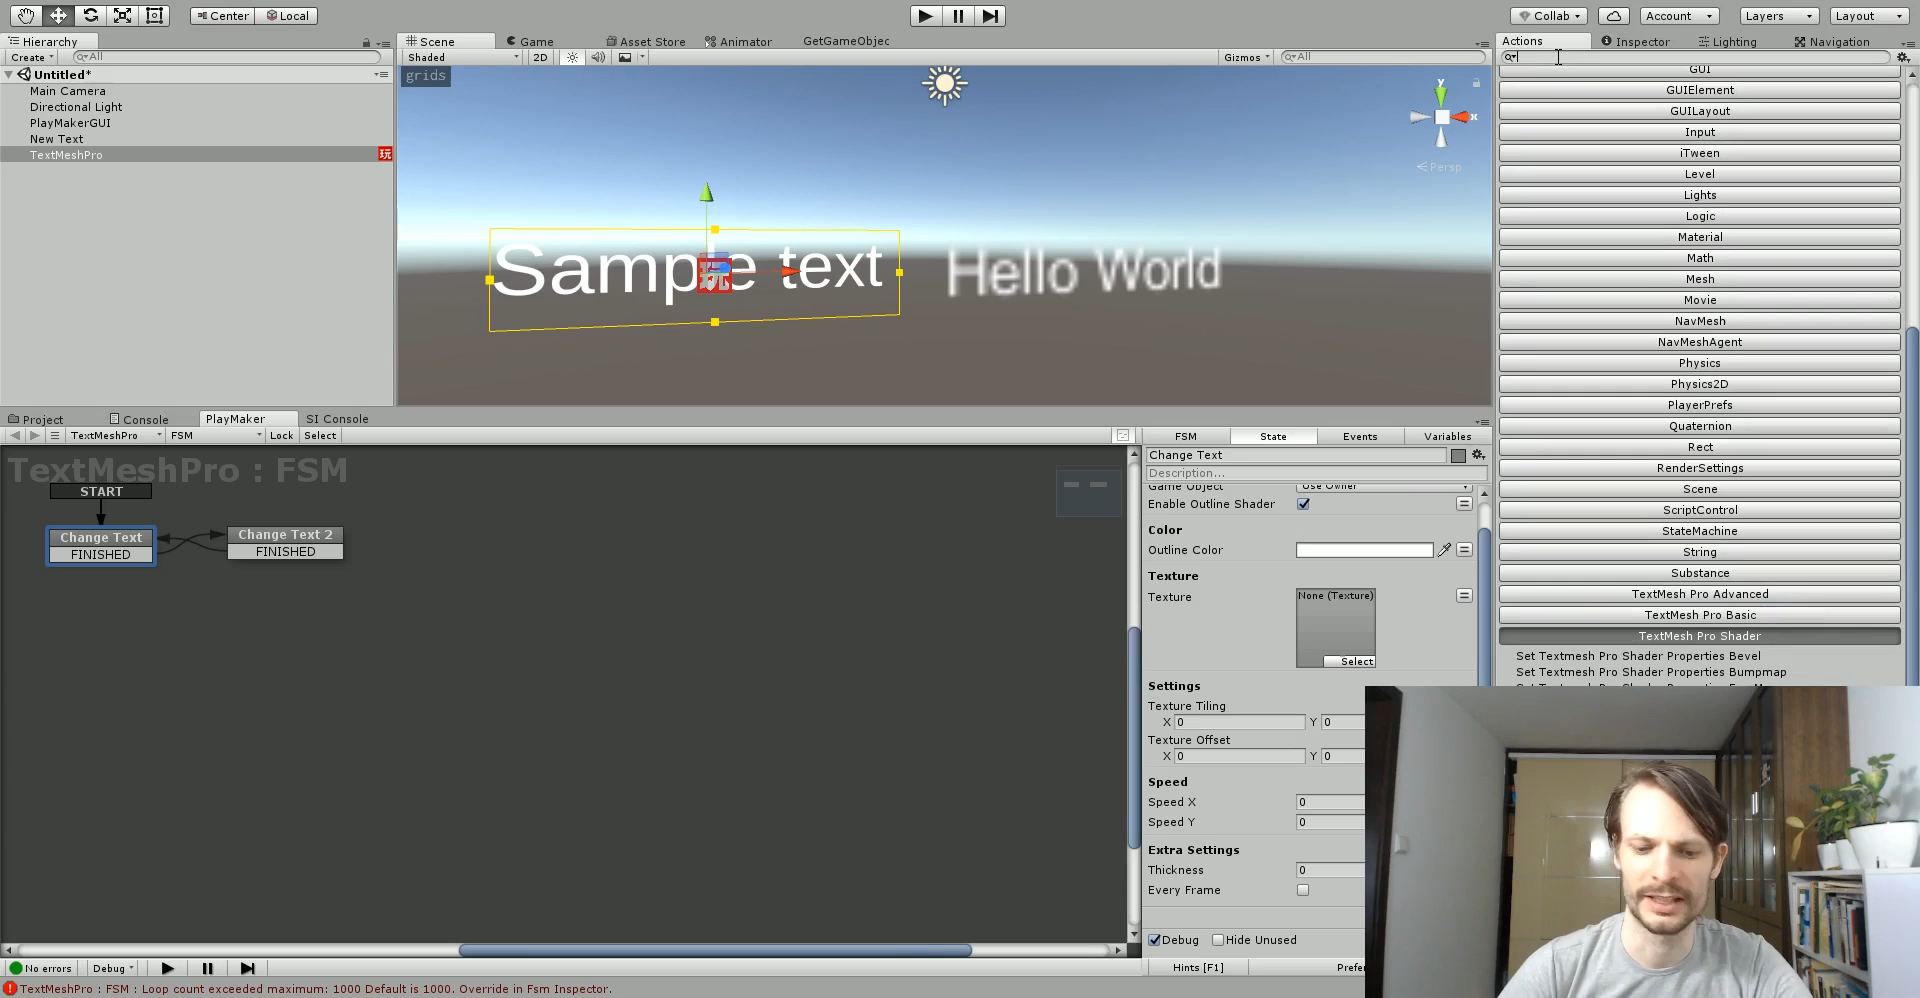 Center
Local
Collab
Account
Layers
Layout
Hierarchy
Create
All
Untitled*
Main Camera
Directional Light
PlayMakerGUI
New Text
TextMeshPro
玩
Scene
Game
Asset Store
Animator
GetGameObjec
Shaded
2D
Gizmos
All
grids
y
x
Persp
Sample text
玩
Hello World
Actions
Inspector
Lighting
Navigation
GUI
GUIElement
GUILayout
Input
iTween
Level
Lights
Logic
Material
Math
Mesh
Movie
NavMesh
NavMeshAgent
Physics
Physics2D
PlayerPrefs
Quaternion
Rect
RenderSettings
Scene
ScriptControl
StateMachine
String
Substance
TextMesh Pro Advanced
TextMesh Pro Basic
TextMesh Pro Shader
Set Textmesh Pro Shader Properties Bevel
Set Textmesh Pro Shader Properties Bumpmap
Project
Console
PlayMaker
SI Console
TextMeshPro
FSM
Lock
Select
TextMeshPro : FSM
START
Change Text
FINISHED
Change Text 2
FINISHED
FSM
State
Events
Variables
Change Text
Description...
Game Object
Use Owner
Enable Outline Shader
Color
Outline Color
Texture
Texture
None (Texture)
Select
Settings
Texture Tiling
X 0 Y 0
Texture Offset
X 0 Y 0
Speed
Speed X 0
Speed Y 0
Extra Settings
Thickness 0
Every Frame
Debug
Hide Unused
Hints [F1]
Prefer
No errors
Debug
TextMeshPro : FSM : Loop count exceeded maximum: 1000 Default is 1000. Override in Fsm Inspector.